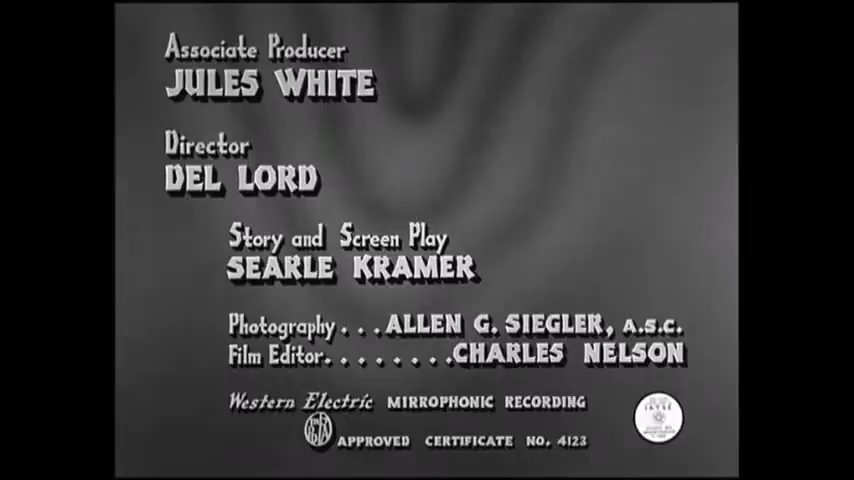 Associate Producer
JULES WHITE
Director
DEL LORD
Story and Screen Play
SEARLE KRAMER
Photography . . . ALLEN G. SIEGLER, A.S.C.
Film Editor. . . . . . . . CHARLES NELSON
Western Electric MIRROPHONIC RECORDING
APPROVED CERTIFICATE NO. 4123
I A T S E